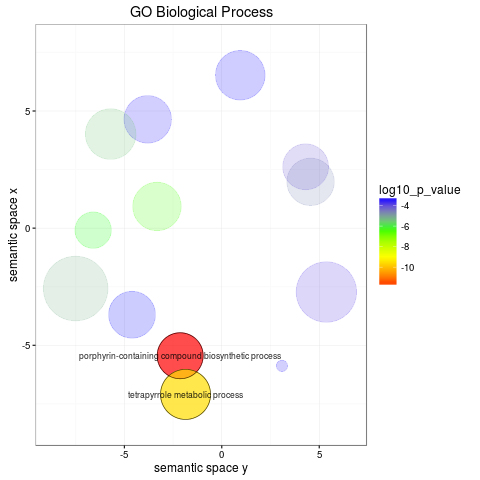 GO Biological Process
5
0
-5
semantic space x
porphyrin-containing compound biosynthetic process
tetrapyrrole metabolic process
-5
0
5
semantic space y
log10_p_value
-4
-6
-8
-10